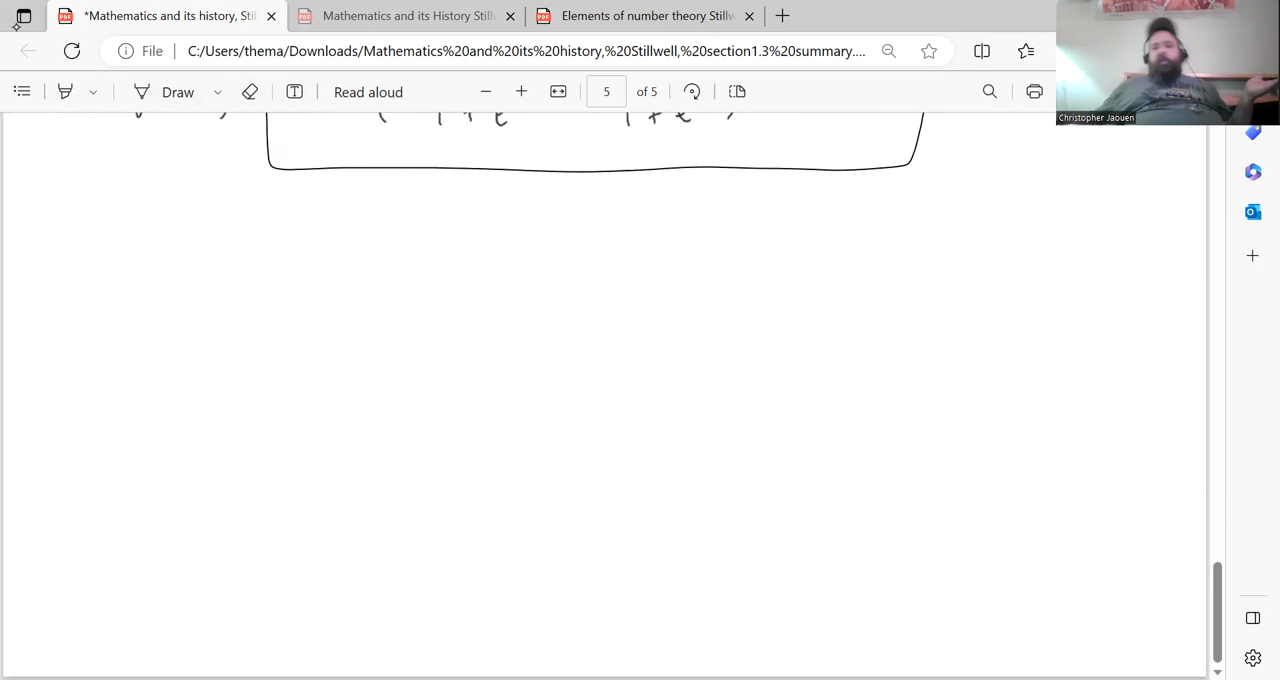 *Mathematics and its history, Stil
Mathematics and its History Still
Elements of number theory Stillw
File
C:/Users/thema/Downloads/Mathematics%20and%20its%20history,%20Stillwell,%20section1.3%20summary....
Draw
Read aloud
5
of 5
Christopher Jaouen